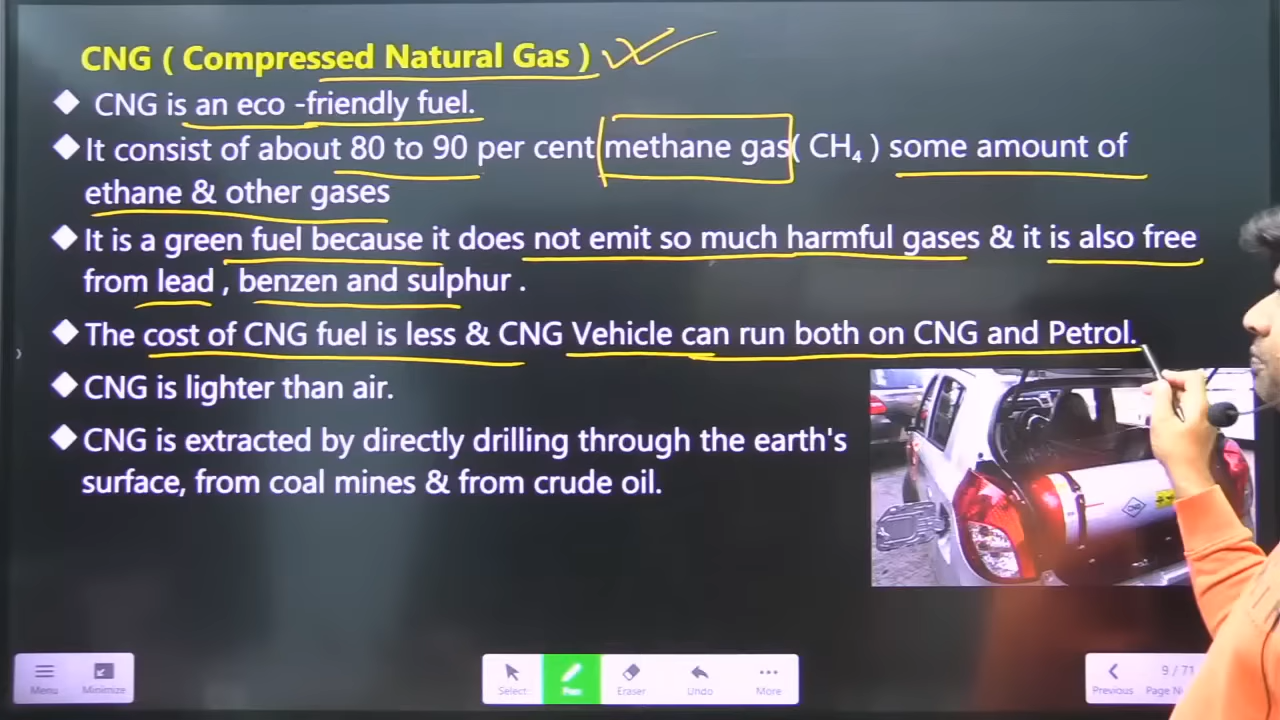 CNG ( Compressed Natural Gas )
CNG is an eco -friendly fuel.
It consist of about 80 to 90 per cent methane gas( CH₄ ) some amount of
ethane & other gases
It is a green fuel because it does not emit so much harmful gases & it is also free
from lead , benzen and sulphur .
The cost of CNG fuel is less & CNG Vehicle can run both on CNG and Petrol.
CNG is lighter than air.
CNG is extracted by directly drilling through the earth's
surface, from coal mines & from crude oil.
CNG
Menu
Minimize
Select
Pen
Eraser
Undo
More
Previous
9 / 71
Page